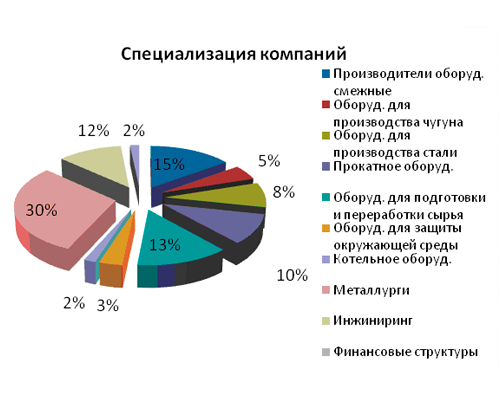 Специализация компаний
Производители оборуд.
смежные
Оборуд. для
производства чугуна
Оборуд. для
производства стали
Прокатное оборуд.
Оборуд. для подготовки
и переработки сырья
Оборуд. для защиты
окружающей среды
Котельное оборуд.
Металлурги
Инжиниринг
Финансовые структуры
12%
2%
15%
5%
8%
30%
13%
10%
2%
3%